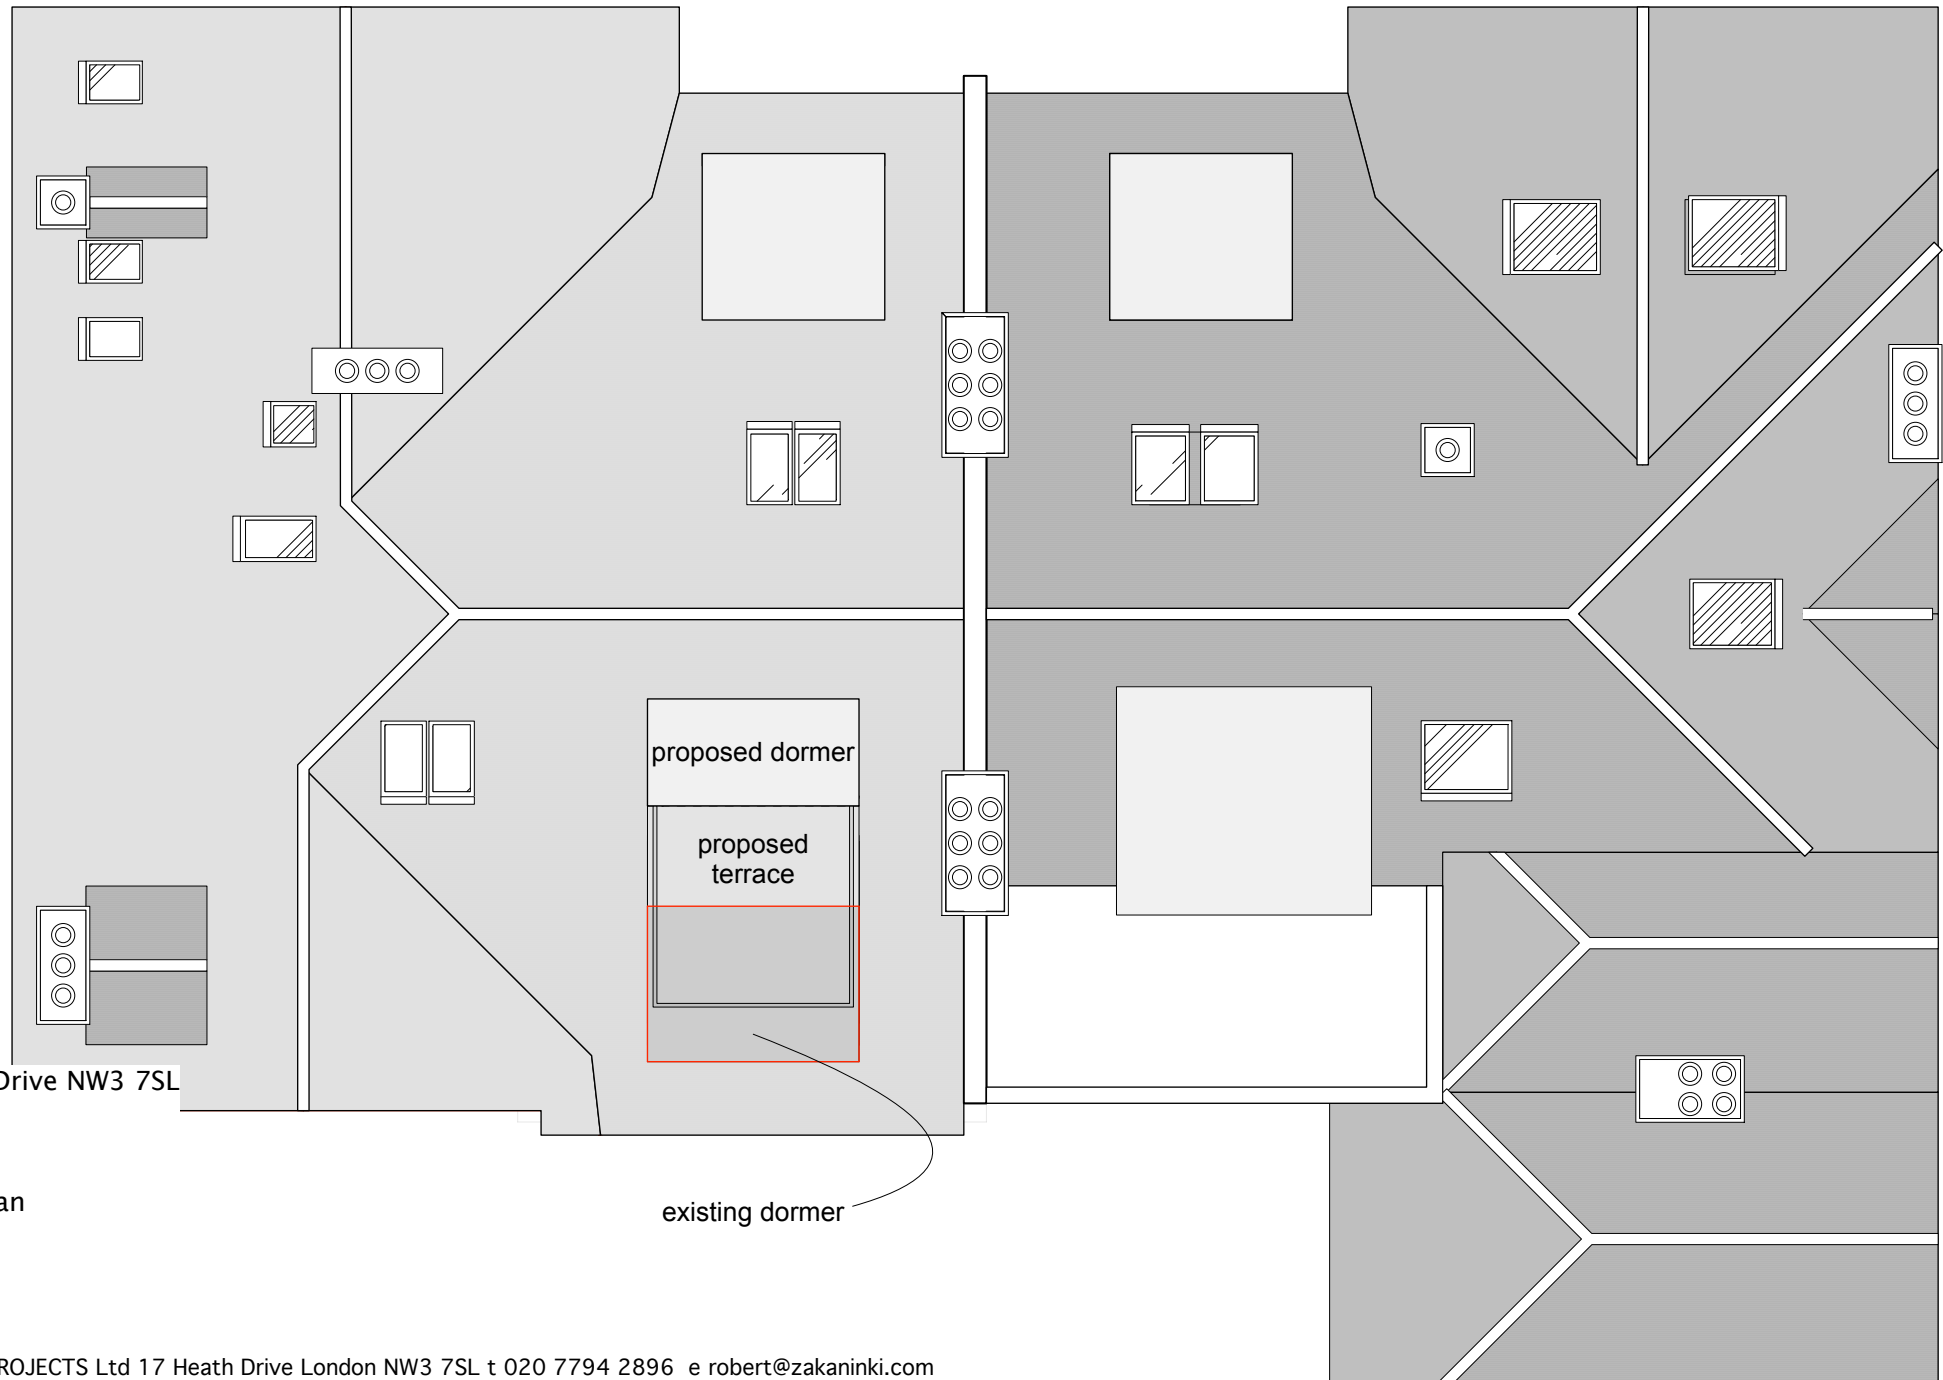 proposed dormer
proposed
terrace
Drive NW3 7SL
an
existing dormer
ROJECTS Ltd 17 Heath Drive London NW3 7SL t 020 7794 2896 e robert@zakaninki.com